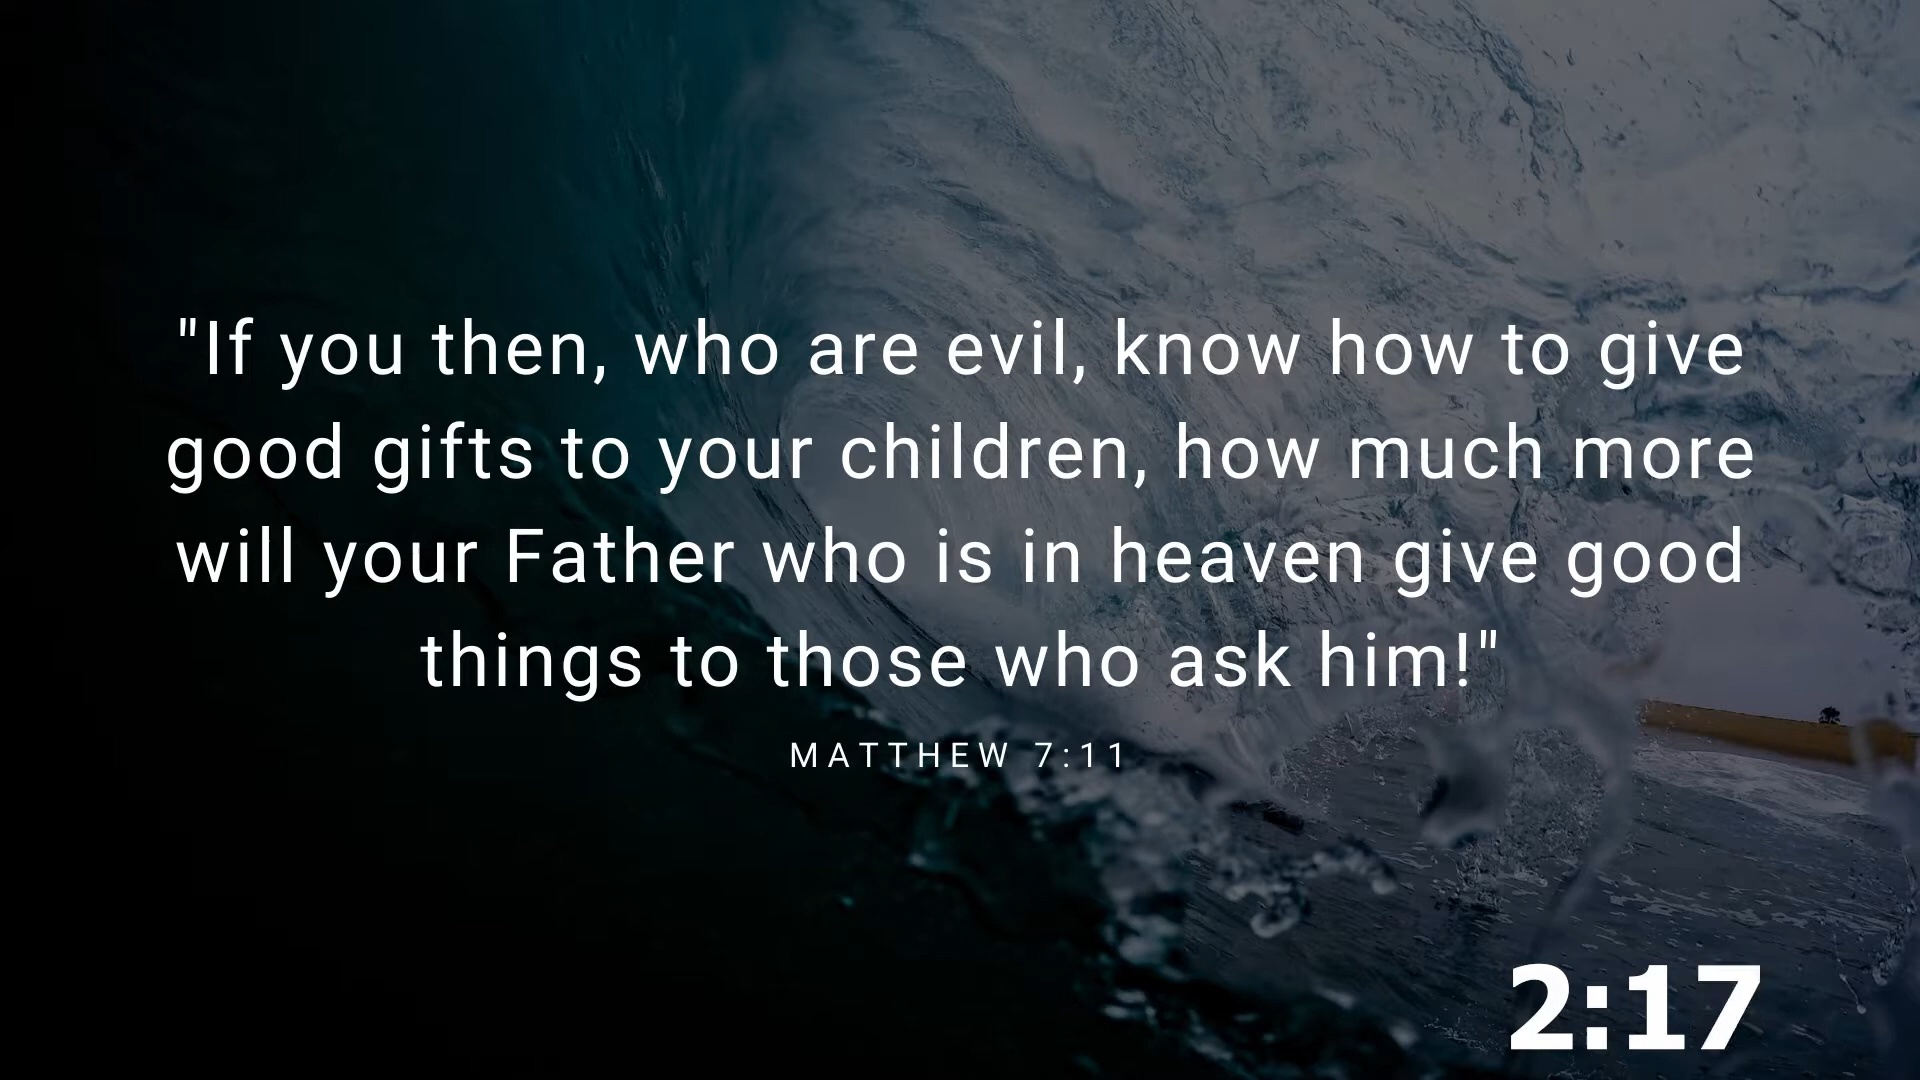 "If you then, who are evil, know how to give
good gifts to your children, how much more
will your Father who is in heaven give good
things to those who ask him!"
MATTHEW 7:11
2:17